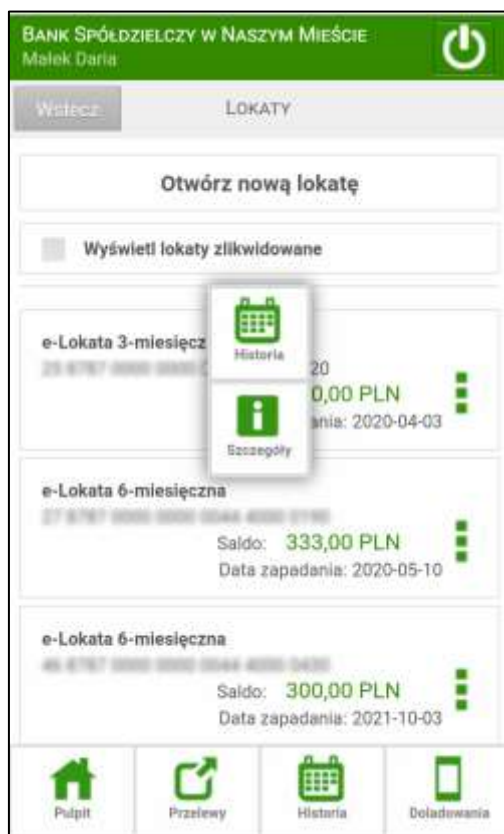 BANK SPÓŁDZIELCZY W NASZYM MIEŚCIE
Małek Daria
Wstecz
LOKATY
Otwórz nową lokatę
Wyświetl lokaty zlikwidowane
Historia
Szczegóły
e-Lokata 3-miesięcz
20
0,00 PLN
ania: 2020-04-03
e-Lokata 6-miesięczna
Saldo: 333,00 PLN
Data zapadania: 2020-05-10
e-Lokata 6-miesięczna
Saldo: 300,00 PLN
Data zapadania: 2021-10-03
Pulpit Przelewy Historia Doładowania